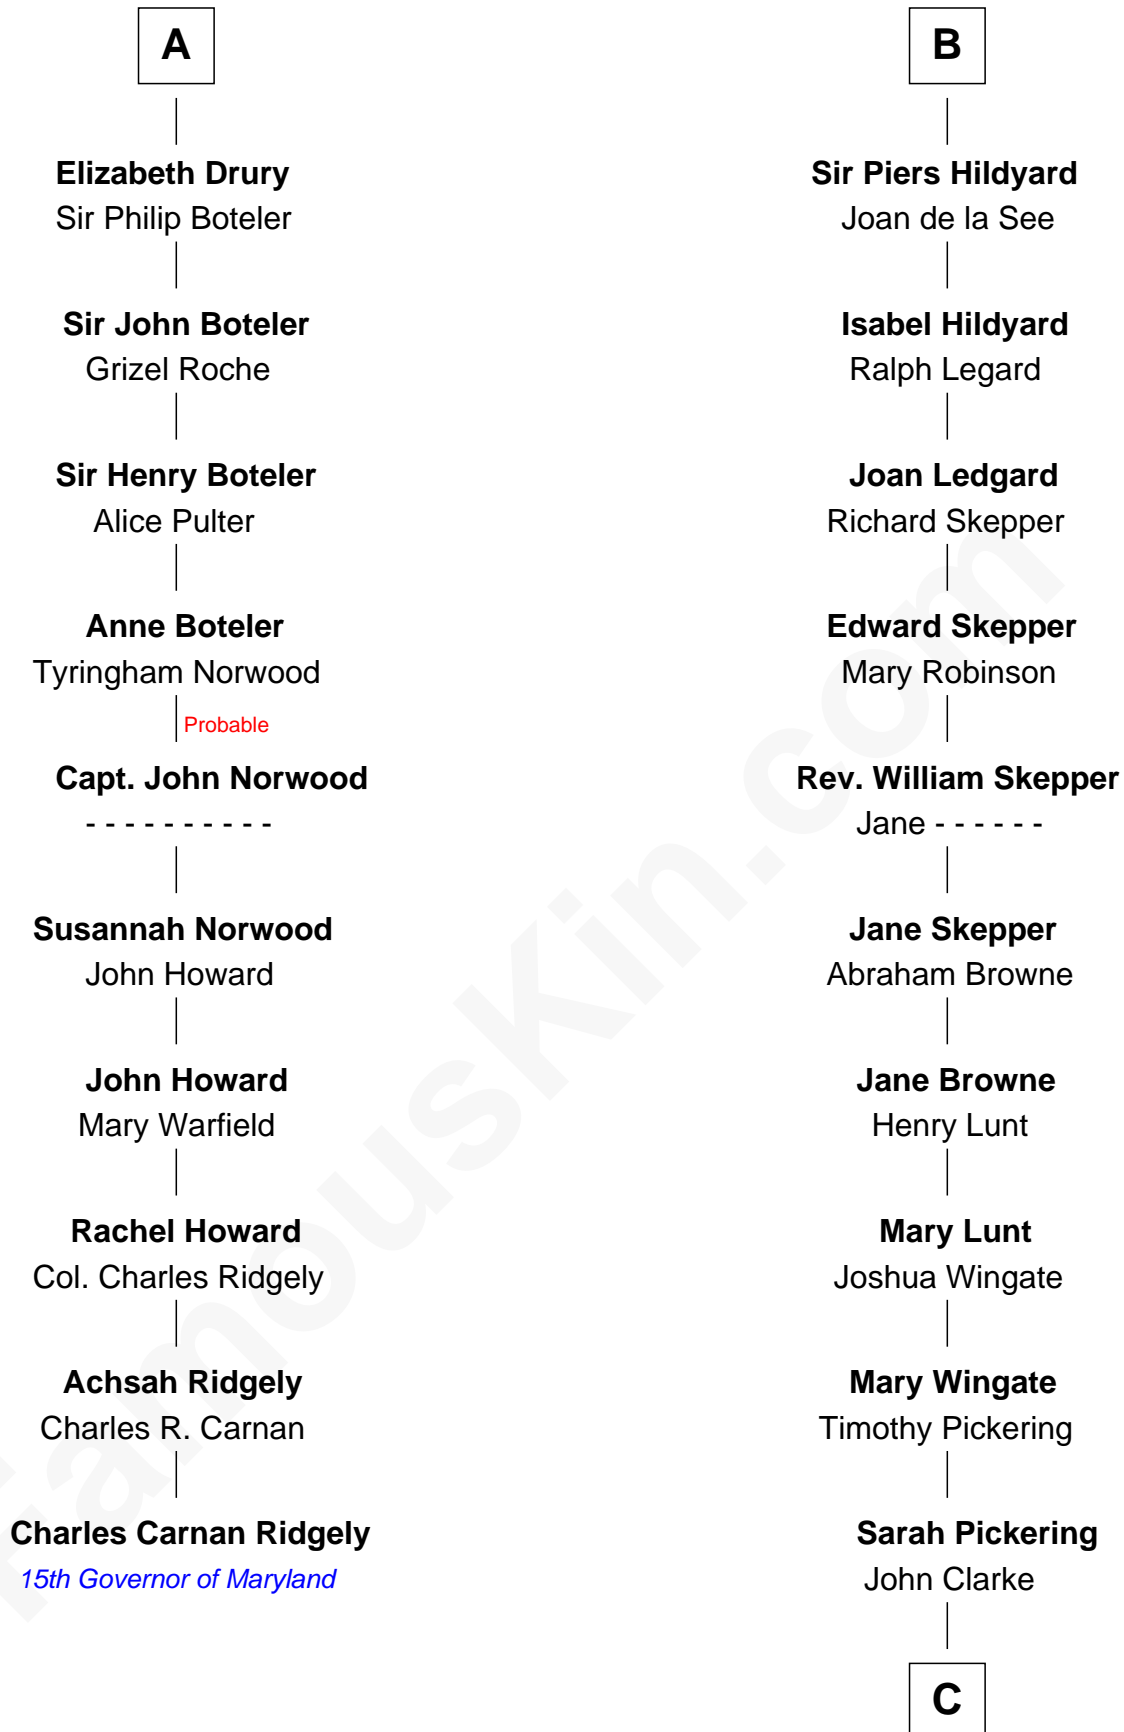 A
Elizabeth Drury
Sir Philip Boteler
Sir John Boteler
Grizel Roche
Sir Henry Boteler
Alice Pulter
Anne Boteler
Tyringham Norwood
Probable
Capt. John Norwood
- - - - - - - - - -
Susannah Norwood
John Howard
John Howard
Mary Warfield
Rachel Howard
Col. Charles Ridgely
Achsah Ridgely
Charles R. Carnan
Charles Carnan Ridgely
15th Governor of Maryland
B
Sir Piers Hildyard
Joan de la See
Isabel Hildyard
Ralph Legard
Joan Ledgard
Richard Skepper
Edward Skepper
Mary Robinson
Rev. William Skepper
Jane - - - - - -
Jane Skepper
Abraham Browne
Jane Browne
Henry Lunt
Mary Lunt
Joshua Wingate
Mary Wingate
Timothy Pickering
Sarah Pickering
John Clarke
C
FamousKin.com